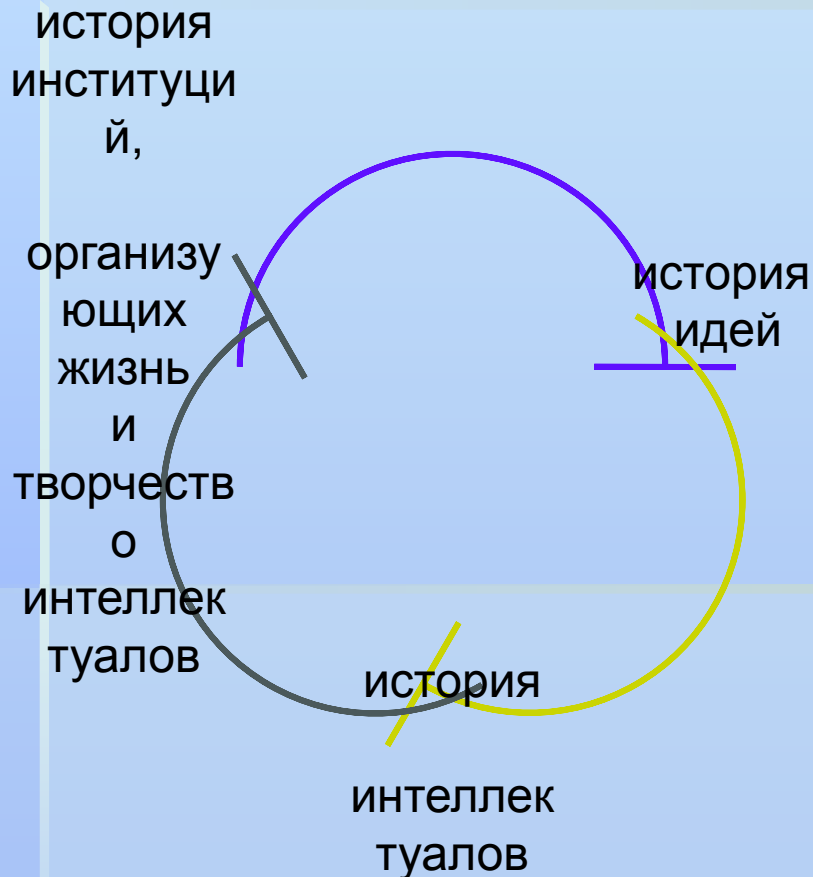 история
институци
й,
организу
ющих
жизнь
и
творчеств
о
интеллек
туалов
история
идей
история
интеллек
туалов